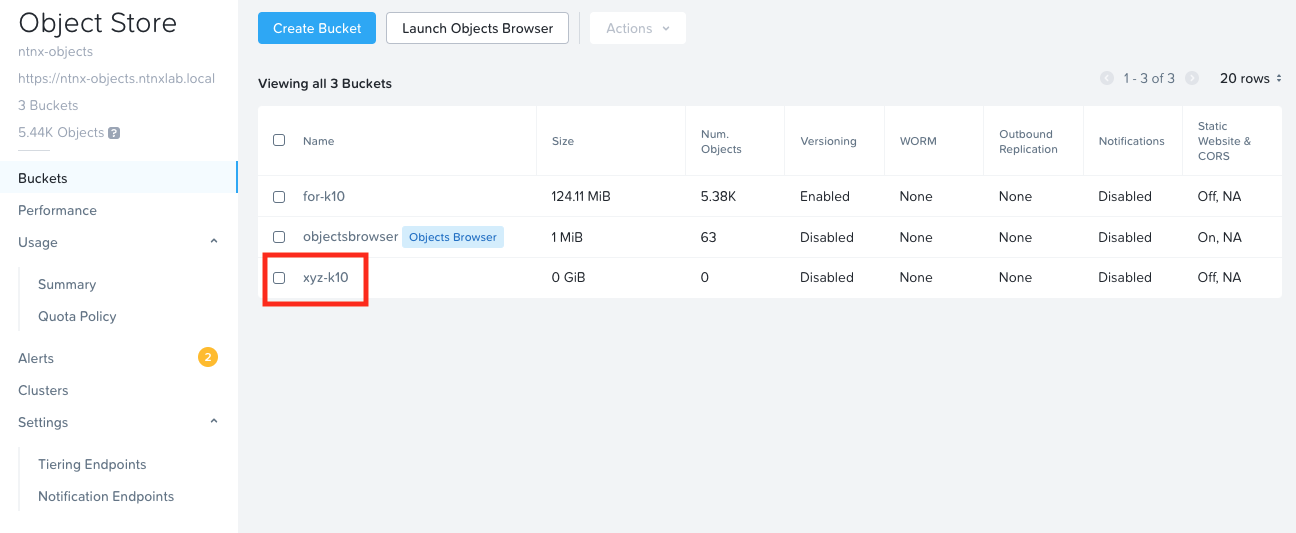 Object Store
ntnx-objects
https://ntnx-objects.ntnxlab.local
3 Buckets
5.44K Objects ?
Buckets
Performance
Usage
Summary
Quota Policy
Alerts 2
Clusters
Settings
Tiering Endpoints
Notification Endpoints
Create Bucket Launch Objects Browser Actions
Viewing all 3 Buckets 1 - 3 of 3 20 rows
Name Size Num. Objects Versioning WORM Outbound Replication Notifications Static Website & CORS
for-k10 124.11 MiB 5.38K Enabled None None Disabled Off, NA
objectsbrowser Objects Browser 1 MiB 63 Disabled None None Disabled On, NA
xyz-k10 0 GiB 0 Disabled None None Disabled Off, NA